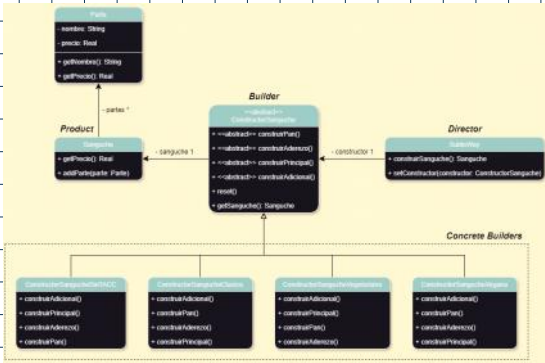 Parte
- nombre: String
- precio: Real
+ getNombre(): String
+ getPrecio(): Real
- partes *
Product
Sanguche
+ getPrecio(): Real
+ addParte(parte: Parte)
- sanguche 1
Builder
<<abstract>>
ConstructorSanguche
+ <<abstract>> construirPan()
+ <<abstract>> construirAderezo()
+ <<abstract>> construirPrincipal()
+ <<abstract>> construirAdicional()
+ reset()
+ getSanguche(): Sanguche
- constructor 1
Director
+ construirSanguche(): Sanguche
+ setConstructor(constructor: ConstructorSanguche)
Concrete Builders
+ construirAdicional()
+ construirPrincipal()
+ construirAderezo()
+ construirPan()
ConstructorSangucheClasico
+ construirAdicional()
+ construirPan()
+ construirAderezo()
+ construirPrincipal()
ConstructorSangucheVegetariano
+ construirAdicional()
+ construirPrincipal()
+ construirPan()
+ construirAderezo()
ConstructorSangucheVegano
+ construirAdicional()
+ construirPan()
+ construirAderezo()
+ construirPrincipal()